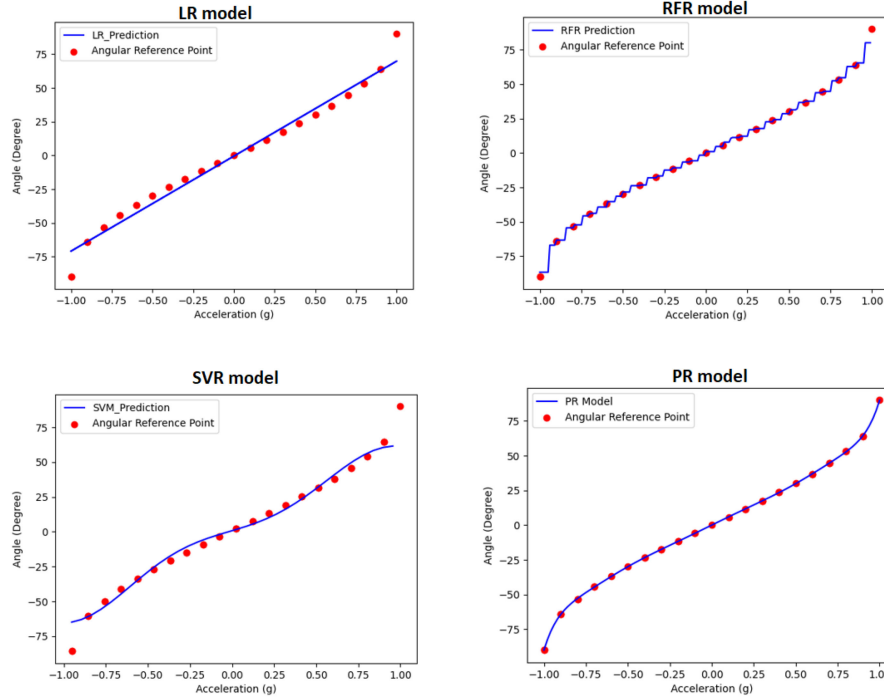 LR model
LR_Prediction
Angular Reference Point
75
50
25
0
−25
−50
−75
Angle (Degree)
−1.00 −0.75 −0.50 −0.25 0.00 0.25 0.50 0.75 1.00
Acceleration (g)
RFR model
RFR Prediction
Angular Reference Point
75
50
25
0
−25
−50
−75
Angle (Degree)
−1.00 −0.75 −0.50 −0.25 0.00 0.25 0.50 0.75 1.00
Acceleration (g)
SVR model
SVM_Prediction
Angular Reference Point
75
50
25
0
−25
−50
−75
Angle (Degree)
−1.00 −0.75 −0.50 −0.25 0.00 0.25 0.50 0.75 1.00
Acceleration (g)
PR model
PR Model
Angular Reference Point
75
50
25
0
−25
−50
−75
Angle (Degree)
−1.00 −0.75 −0.50 −0.25 0.00 0.25 0.50 0.75 1.00
Acceleration (g)